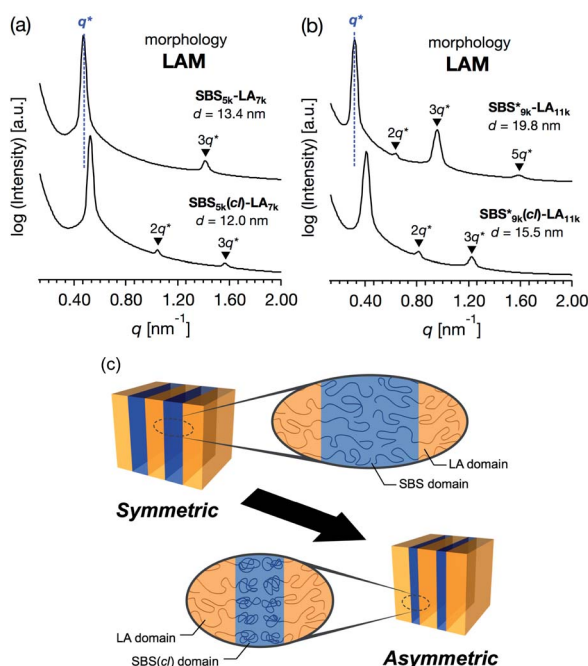 (a)
q*
morphology
LAM
SBS5k-LA7k
d = 13.4 nm
3q*
SBS5k(cl)-LA7k
d = 12.0 nm
2q*
3q*
log (Intensity) [a.u.]
0.40 0.80 1.20 1.60 2.00
q [nm-1]
(b)
q*
morphology
LAM
SBS*9k-LA11k
d = 19.8 nm
2q*
3q*
5q*
SBS*9k(cl)-LA11k
d = 15.5 nm
2q*
3q*
log (Intensity) [a.u.]
0.40 0.80 1.20 1.60 2.00
q [nm-1]
(c)
LA domain
SBS domain
Symmetric
LA domain
SBS(cl) domain
Asymmetric